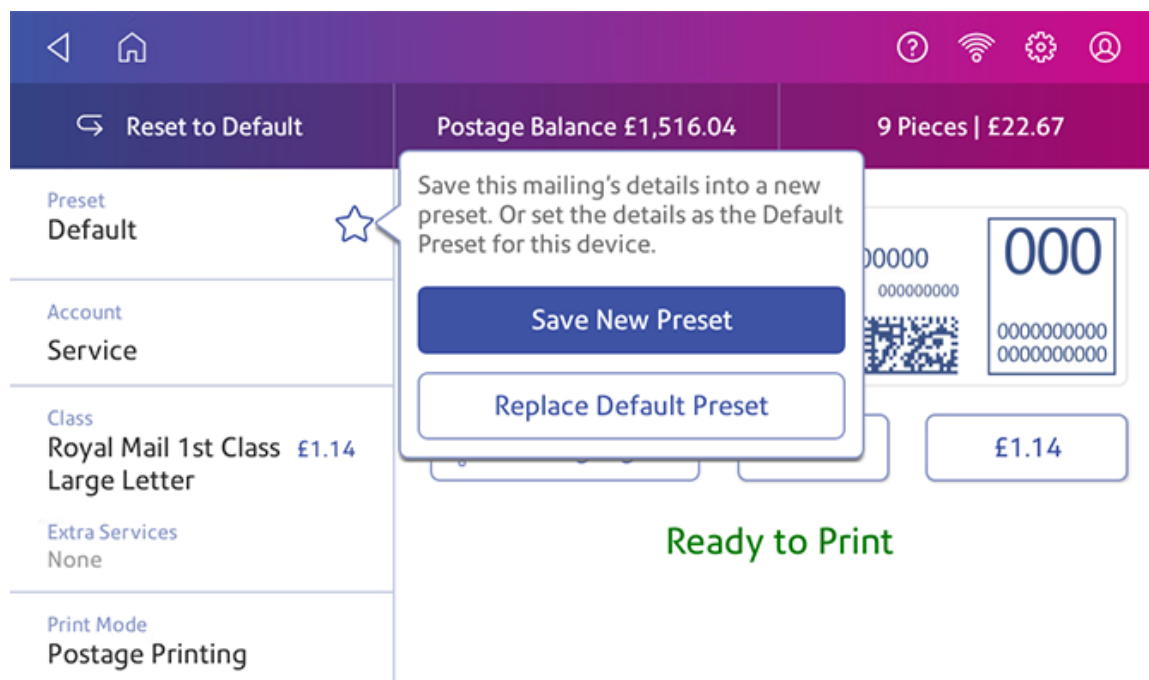 Reset to Default
Postage Balance £1,516.04
9 Pieces | £22.67
Preset
Default
Save this mailing's details into a new
preset. Or set the details as the Default
Preset for this device.
Save New Preset
Replace Default Preset
00000
000000000
000
0000000000
0000000000
Account
Service
Class
Royal Mail 1st Class £1.14
Large Letter
Extra Services
None
£1.14
Ready to Print
Print Mode
Postage Printing